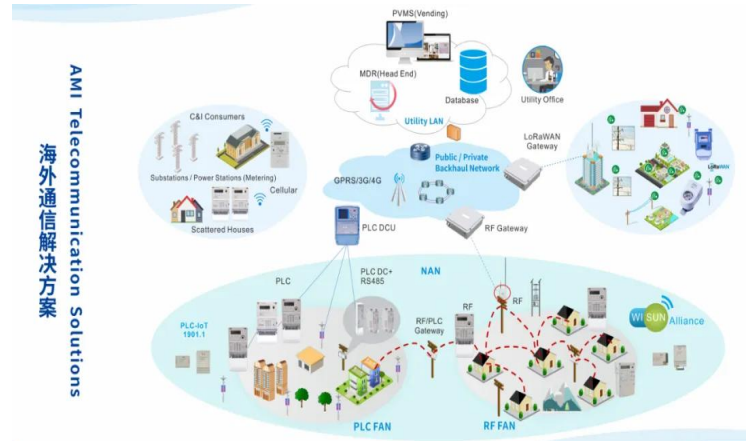 AMI Telecommunication Solutions
海外通信解决方案
PVMS(Vending)
MDR(Head End)
Database
Utility LAN
Utility Office
C&I Consumers
Substations / Power Stations (Metering)
Cellular
Scattered Houses
Public / Private
Backhaul Network
GPRS/3G/4G
LoRaWAN
Gateway
LoRaWAN
PLC DCU
RF Gateway
NAN
PLC
PLC DC+
RS485
RF/PLC
Gateway
RF
RF
PLC-IoT
1901.1
WI SUN Alliance
PLC FAN
RF FAN